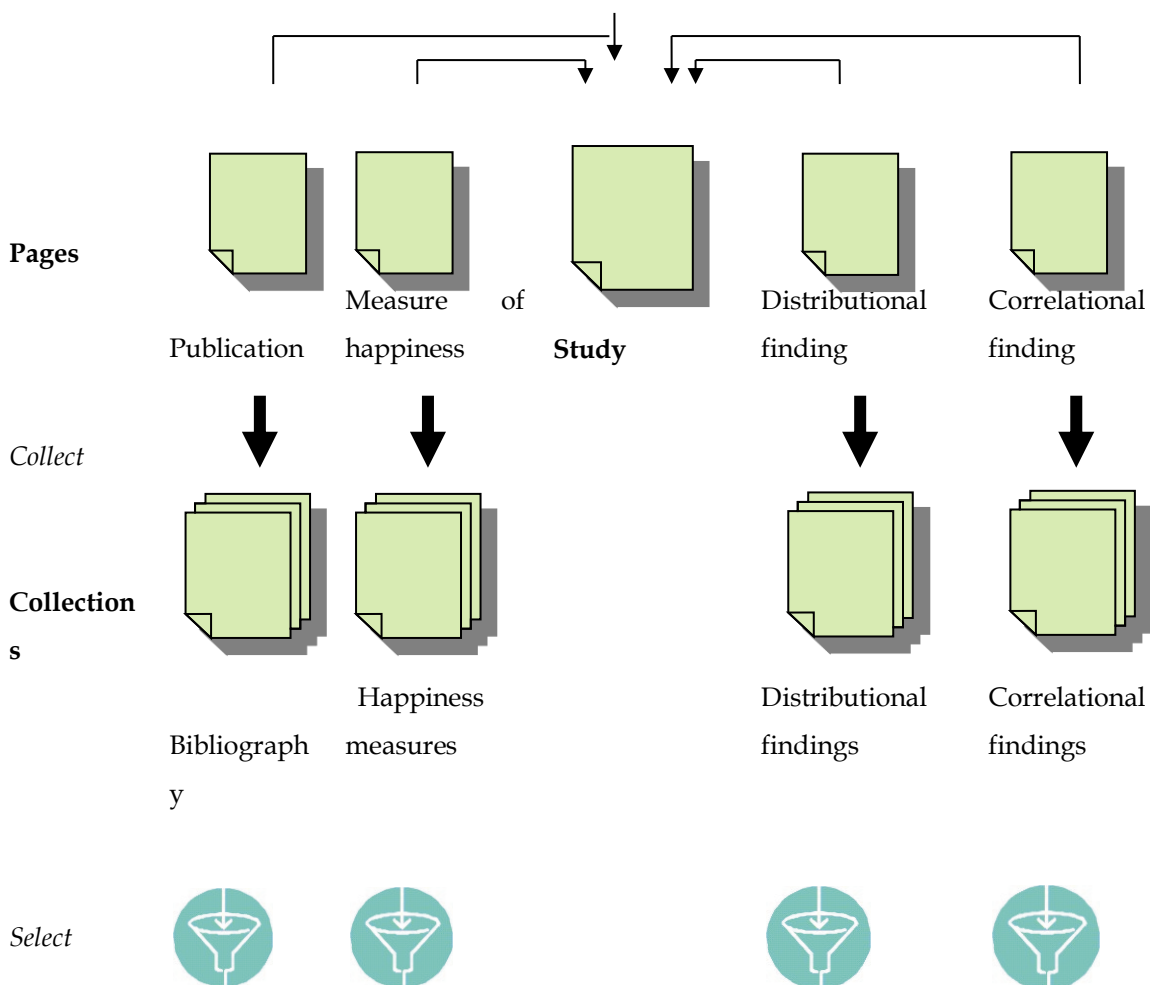 Pages
Publication
Measure of
happiness
Study
Distributional
finding
Correlational
finding
Collect
Collection
s
Bibliograph
y
Happiness
measures
Distributional
findings
Correlational
findings
Select